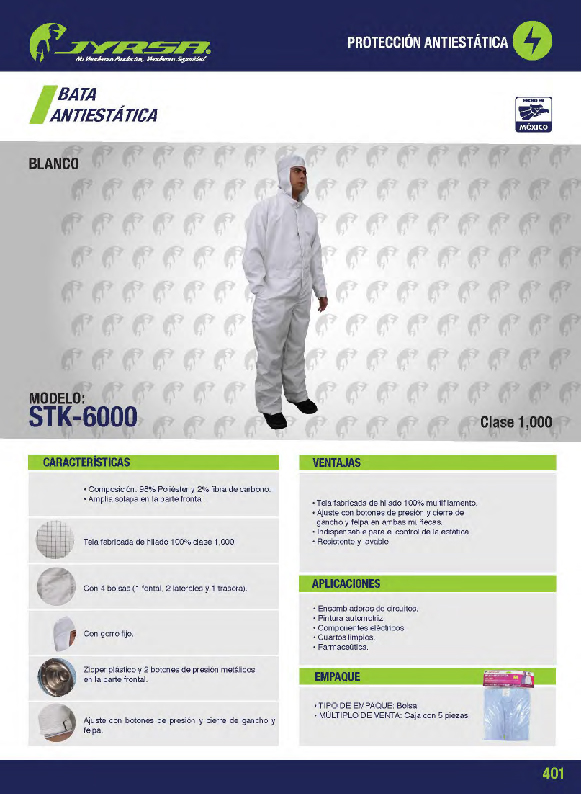 JYRSA.
PROTECCIÓN ANTIESTÁTICA
BATA
ANTIESTÁTICA
HECHO EN
MÉXICO
BLANCO
MODELO:
STK-6000
Clase 1,000
CARACTERÍSTICAS
• Composición: 98% Poliéster y 2% fibra de carbono.
• Amplia solapa en la parte frontal
Tela fabricada de hilado 100% clase 1,000
Con 4 bolsas (1 frontal, 2 laterales y 1 trasera).
Con gorro fijo.
Zipper plástico y 2 botones de presión metálicos
en la parte frontal.
Ajuste con botones de presión y cierre de gancho y
felpa.
VENTAJAS
• Tela fabricada de hilado 100% multifilamento.
• Ajuste con botones de presión y cierre de
gancho y felpa en ambas muñecas.
• Indispensable para el control de la estática
• Resistente y lavable
APLICACIONES
• Ensambladoras de circuitos.
• Pintura automotriz
• Componentes eléctricos
• Cuartos limpios.
• Farmacéutica.
EMPAQUE
• TIPO DE EMPAQUE: Bolsa
• MÚLTIPLO DE VENTA: Caja con 5 piezas
401